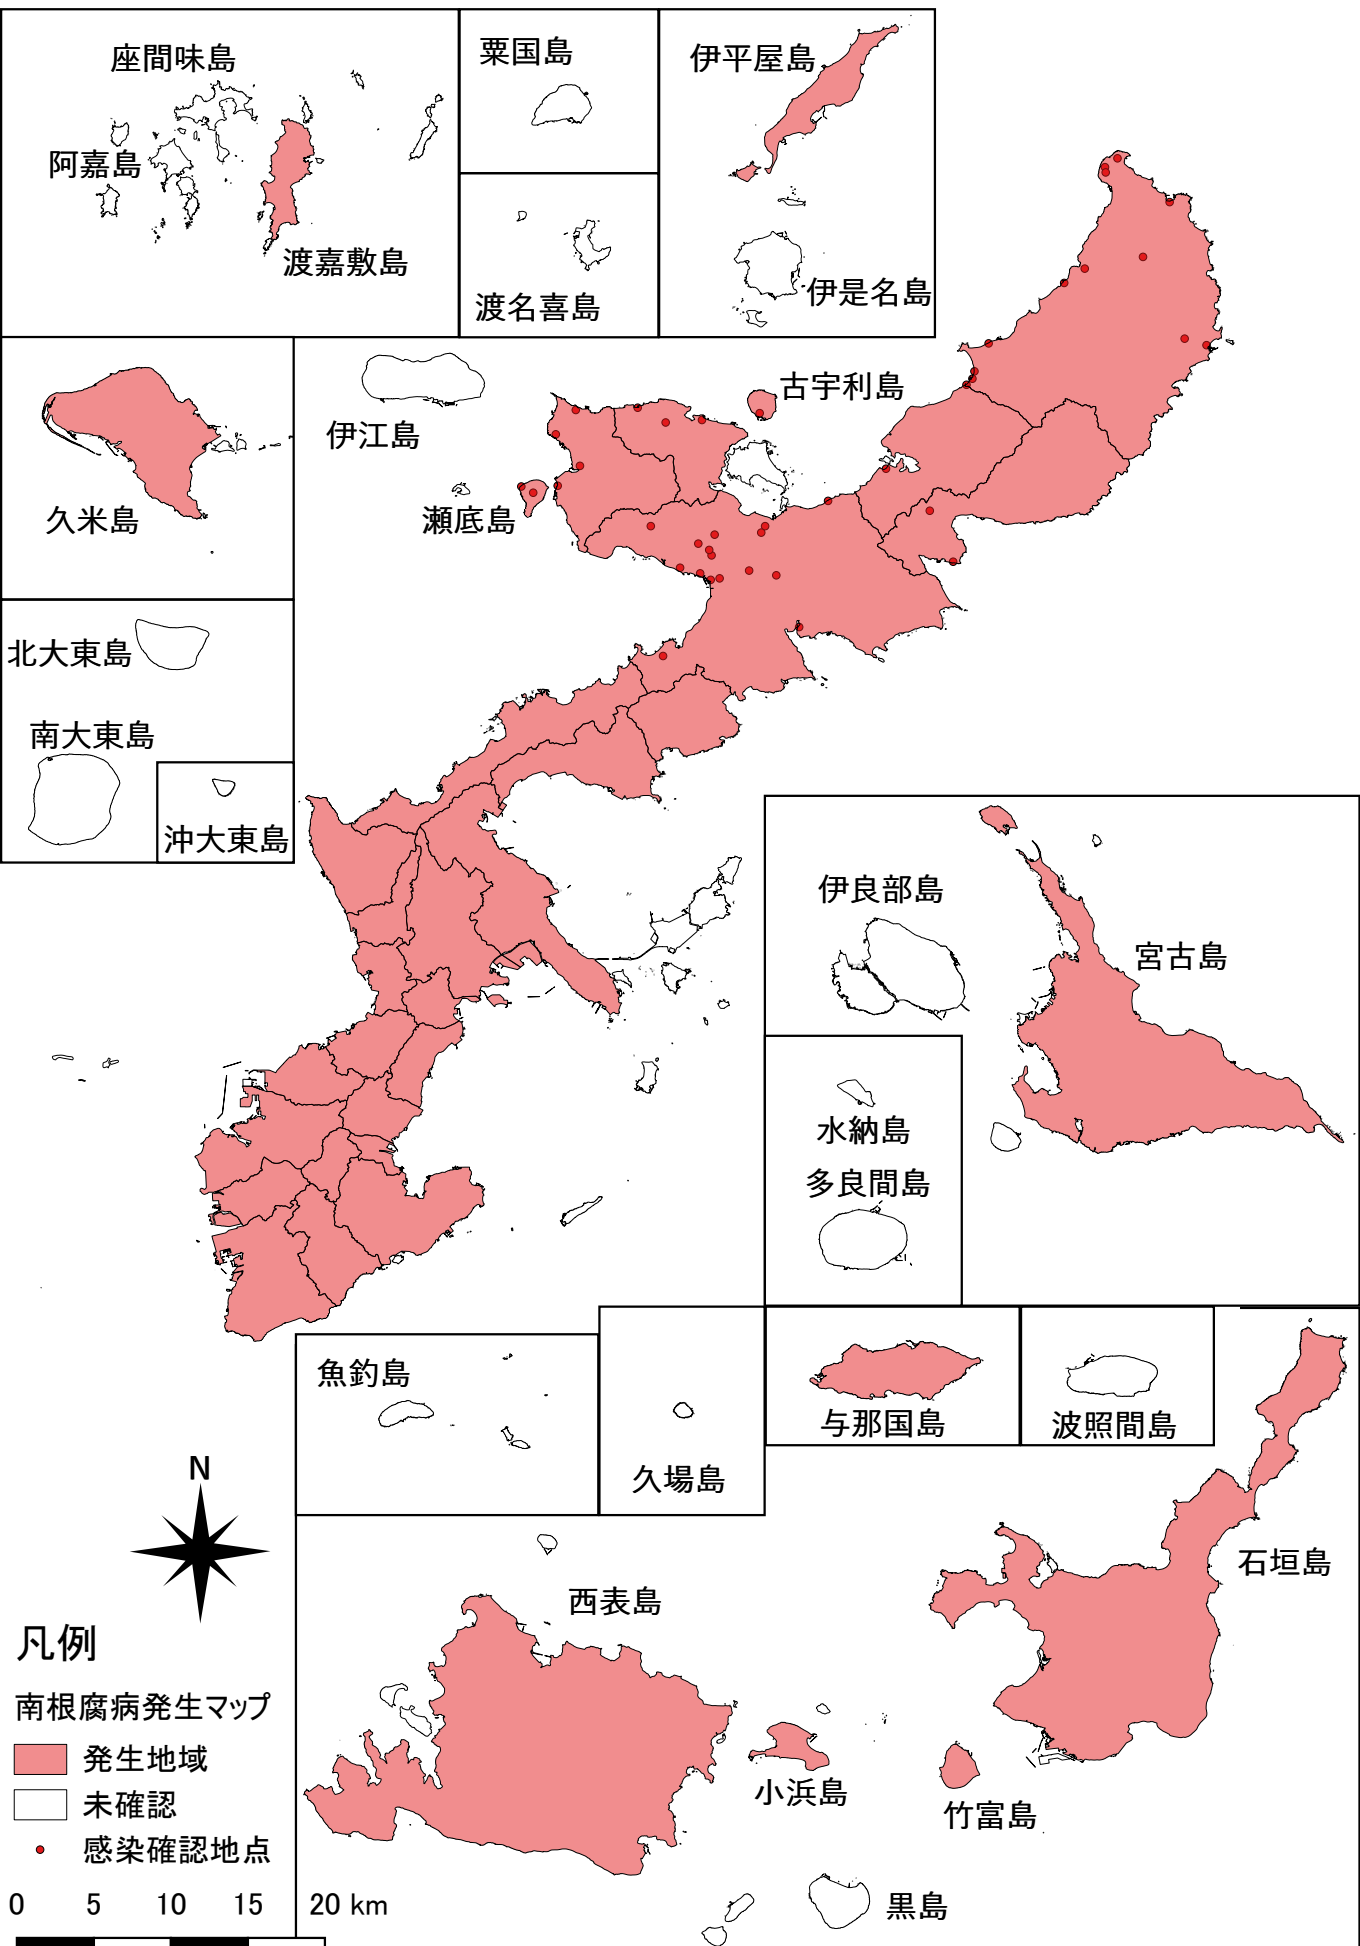 座間味島
阿嘉島
渡嘉敷島
粟国島
渡名喜島
伊平屋島
伊是名島
久米島
伊江島
古宇利島
瀬底島
北大東島
南大東島
沖大東島
伊良部島
宮古島
水納島
多良間島
魚釣島
久場島
与那国島
波照間島
石垣島
西表島
小浜島
竹富島
黒島
N
凡例
南根腐病発生マップ
発生地域
未確認
感染確認地点
0 5 10 15 20 km